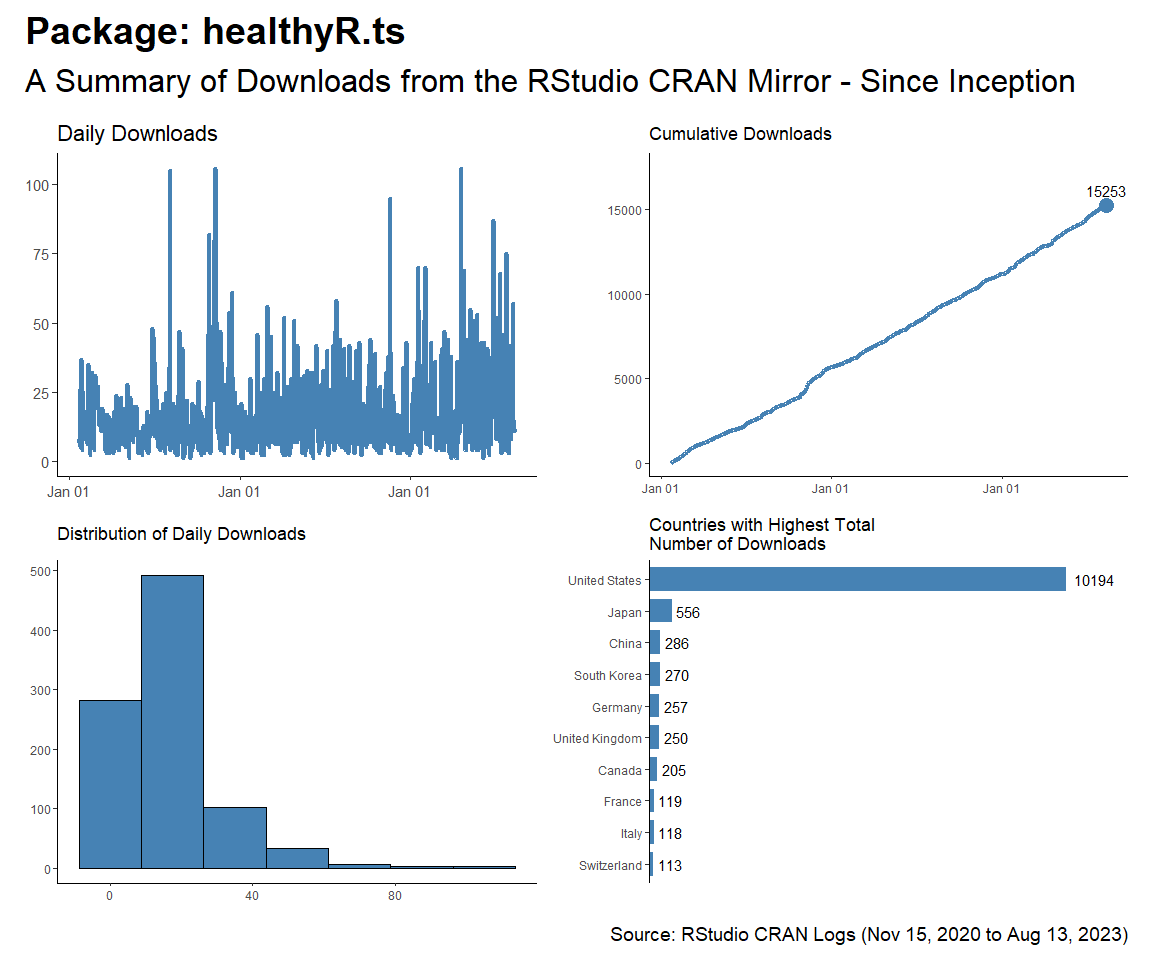 Package: healthyR.ts
A Summary of Downloads from the RStudio CRAN Mirror - Since Inception
Daily Downloads
100
75
50
25
0
Jan 01 Jan 01 Jan 01
Cumulative Downloads
15253
15000
10000
5000
0
Jan 01 Jan 01 Jan 01
Distribution of Daily Downloads
500
400
300
200
100
0
0 40 80
Countries with Highest Total
Number of Downloads
United States 10194
Japan 556
China 286
South Korea 270
Germany 257
United Kingdom 250
Canada 205
France 119
Italy 118
Switzerland 113
Source: RStudio CRAN Logs (Nov 15, 2020 to Aug 13, 2023)